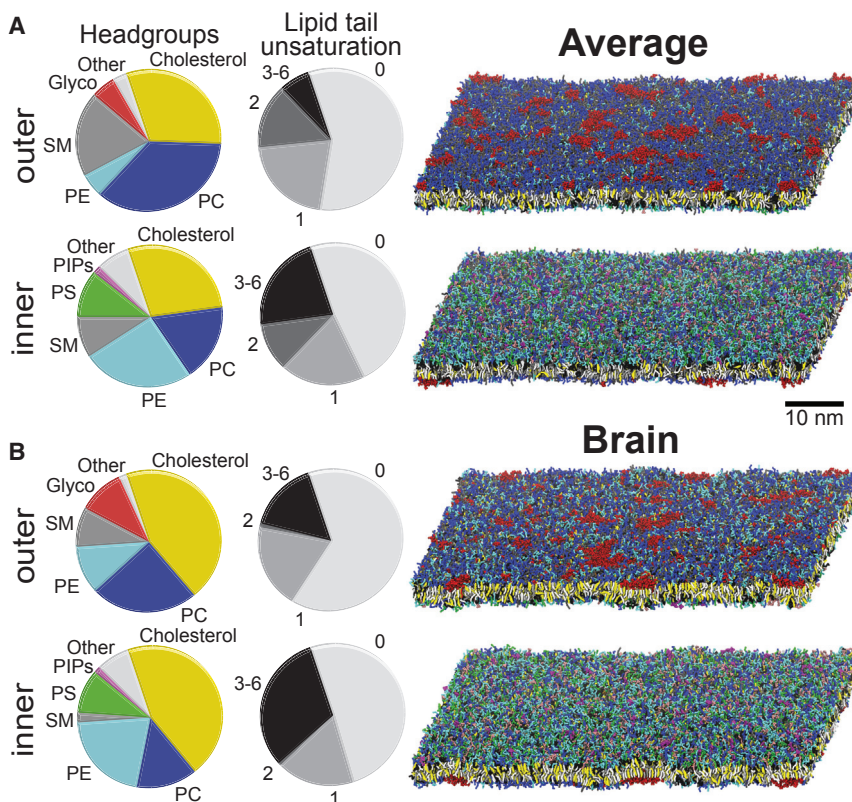 A
Headgroups
Lipid tail
unsaturation
Average
Other
Glyco
Cholesterol
SM
PE
PC
outer
3-6
0
2
1
Other
PIPs
Cholesterol
PS
SM
PE
PC
inner
3-6
0
2
1
10 nm
B
Brain
Other
Glyco
Cholesterol
SM
PE
PC
outer
3-6
0
2
1
Other
PIPs
Cholesterol
PS
SM
PE
PC
inner
3-6
0
2
1